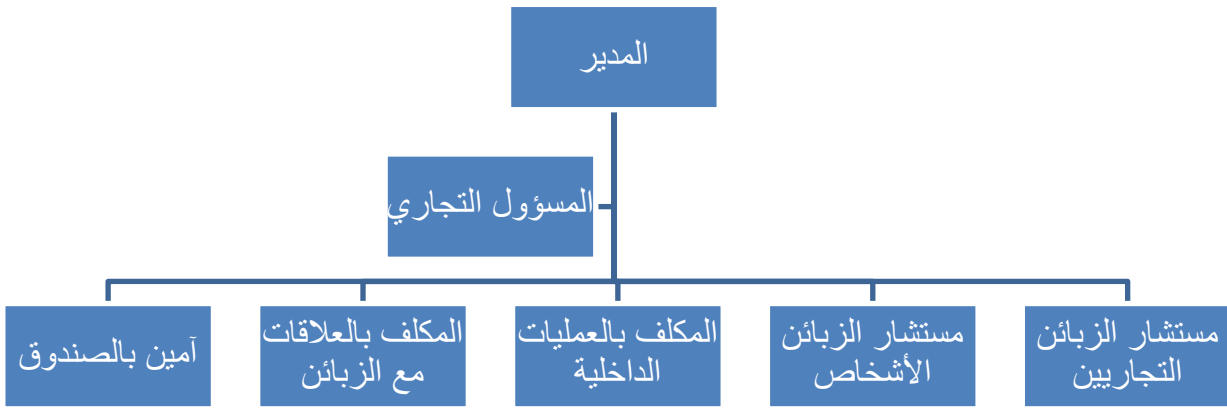 المدير
المسؤول التجاري
مستشار الزبائن
التجاريين
مستشار الزبائن
الأشخاص
المكلف بالعمليات
الداخلية
المكلف بالعلاقات
مع الزبائن
آمين بالصندوق